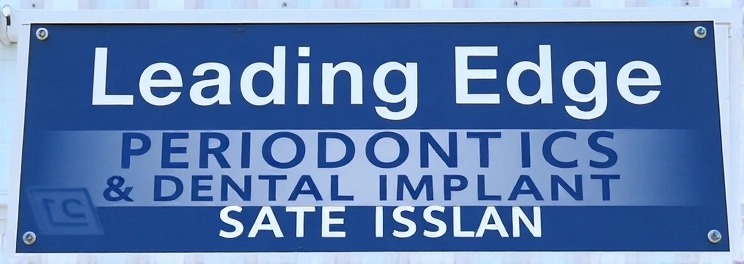 Leading Edge
PERIODONTICS
& DENTAL IMPLANT
SATE ISSLAN